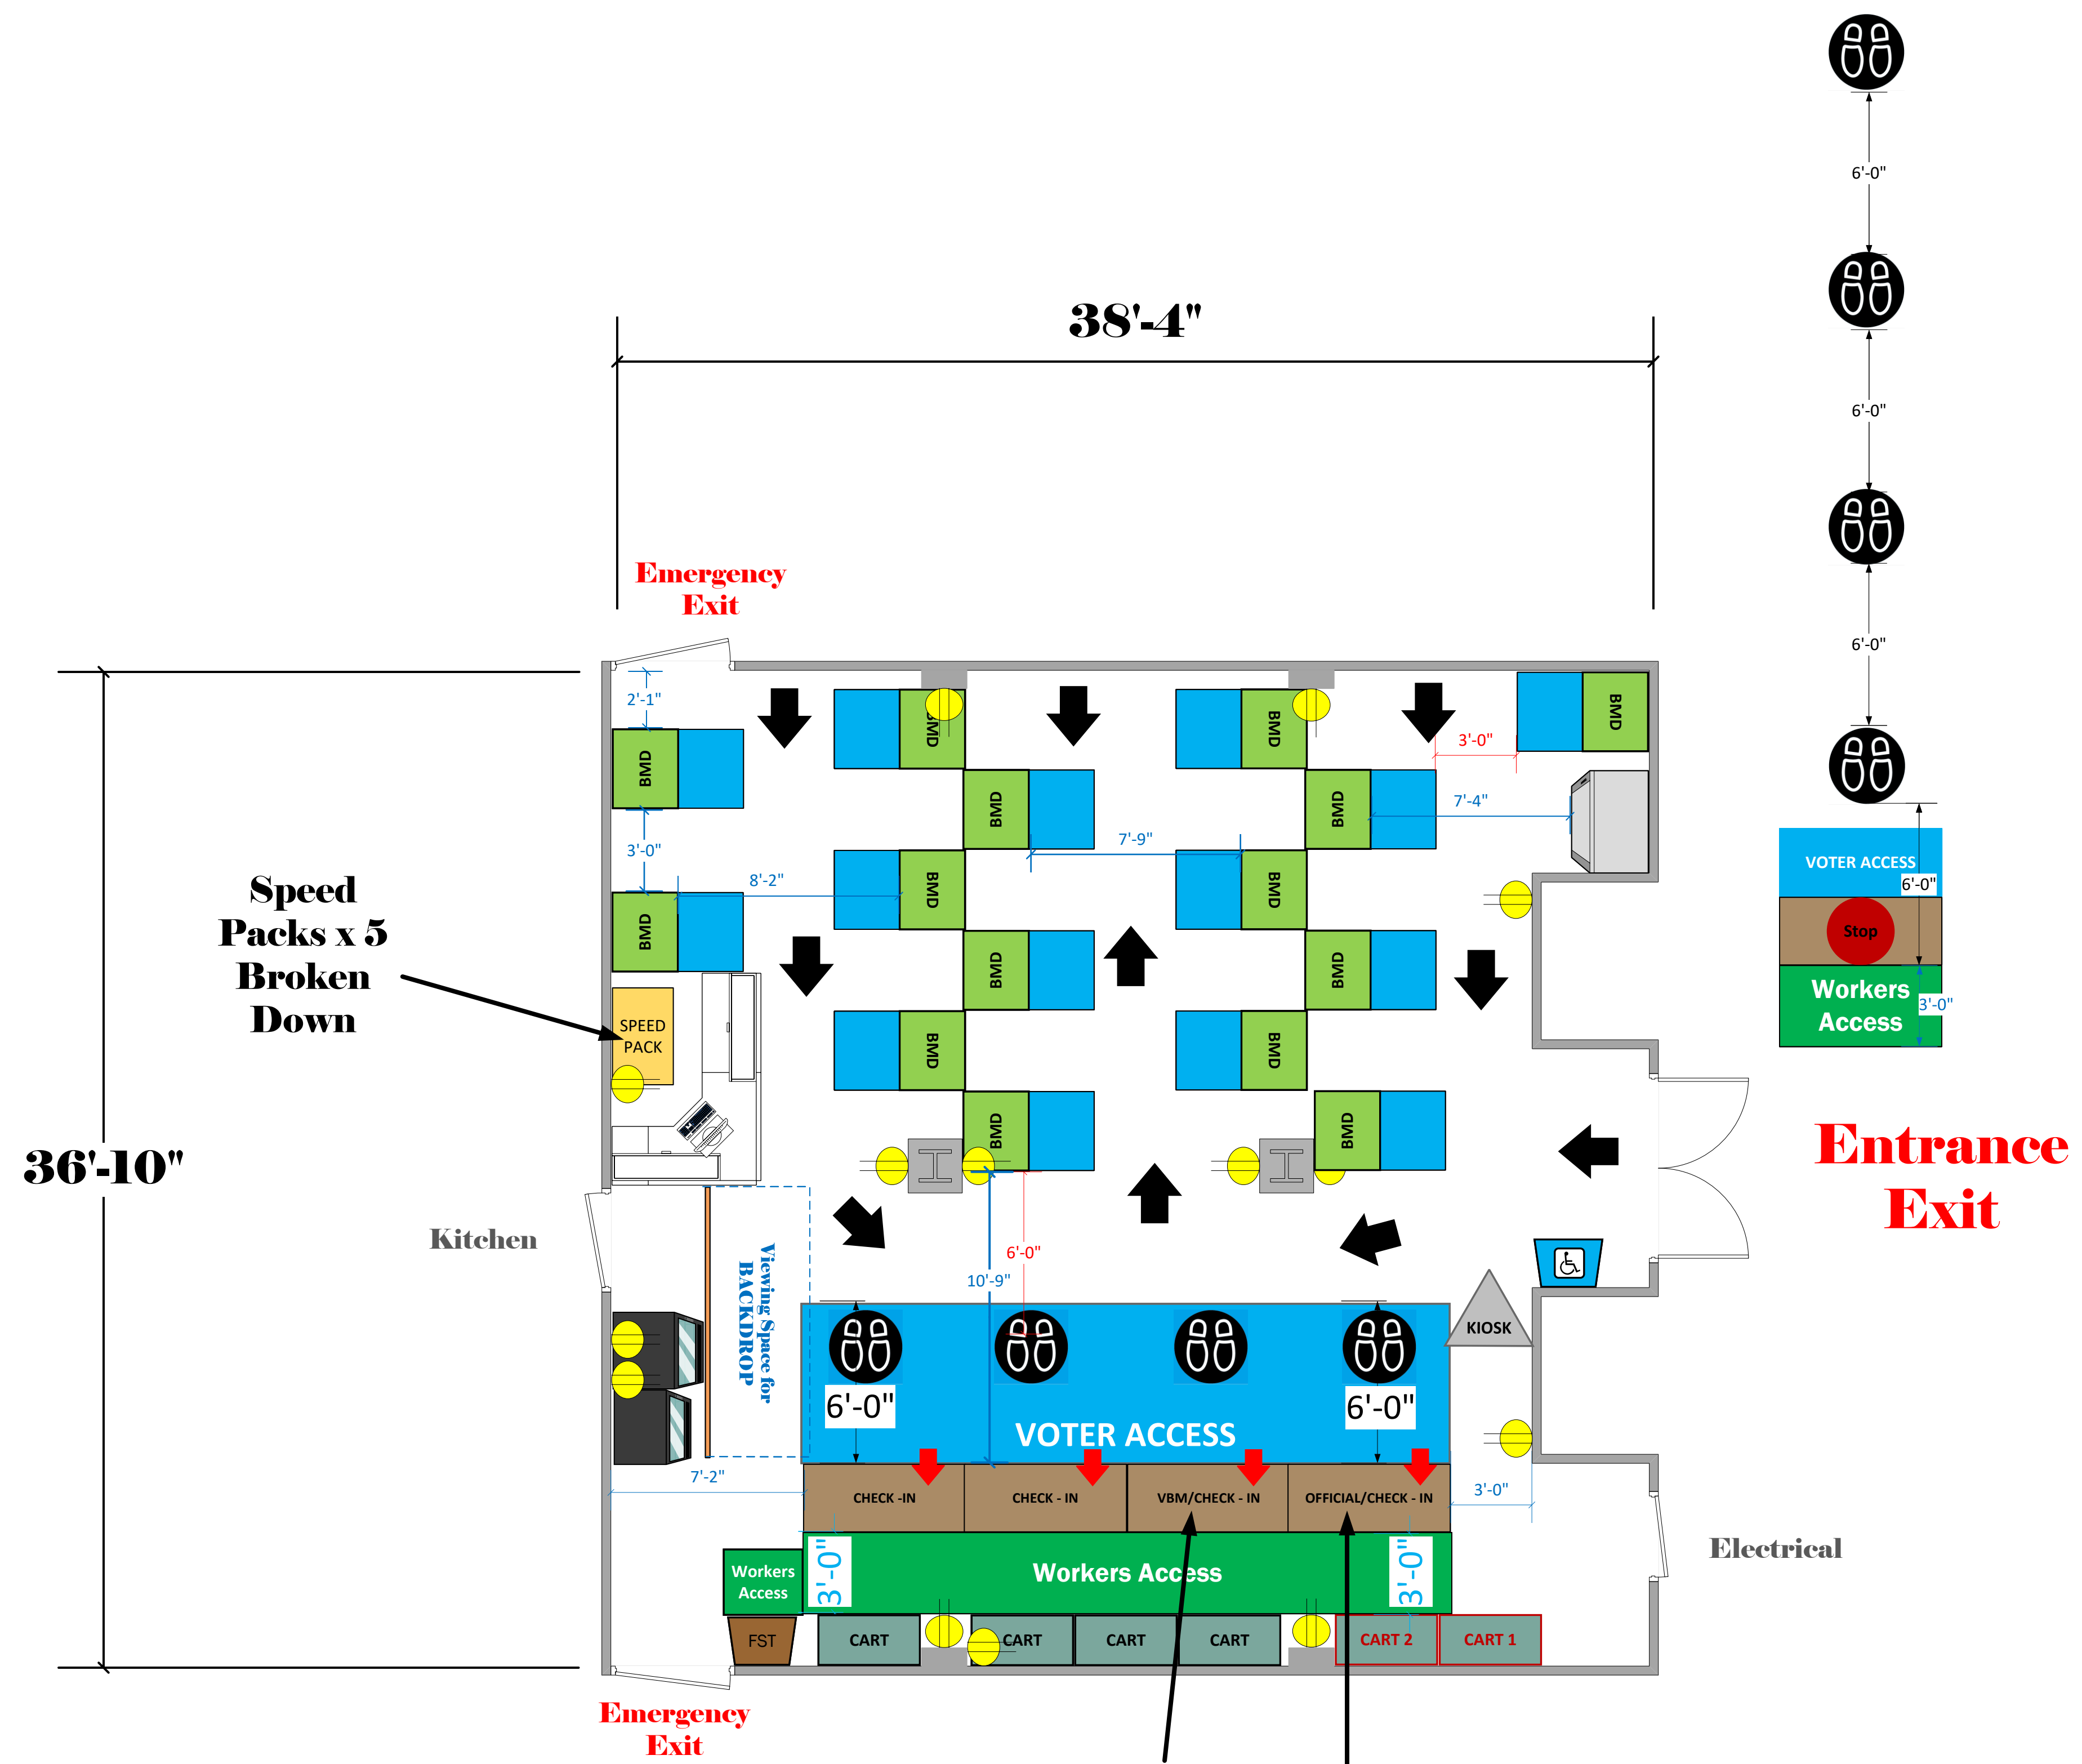 6'-0"
6'-0"
38'-4"
6'-0"
Emergency
Exit
2'-1"
BMD
BMD
BMD
BMD
3'-0"
BMD
BMD
7'-4"
7'-9"
3'-0"
8'-2"
BMD
BMD
BMD
BMD
BMD
BMD
BMD
BMD
BMD
VOTER ACCESS
6'-0"
Stop
Workers
Access
3'-0"
Speed
Packs x 5
Broken
Down
SPEED
PACK
36'-10"
Entrance
Exit
Kitchen
Viewing Space for
BACKDROP
6'-0"
10'-9"
KIOSK
6'-0"
6'-0"
VOTER ACCESS
7'-2"
CHECK -IN
CHECK - IN
VBM/CHECK - IN
OFFICIAL/CHECK - IN
3'-0"
Workers
Access
3'-0"
Workers Access
3'-0"
Electrical
FST
CART
CART
CART
CART
CART 2
CART 1
Emergency
Exit